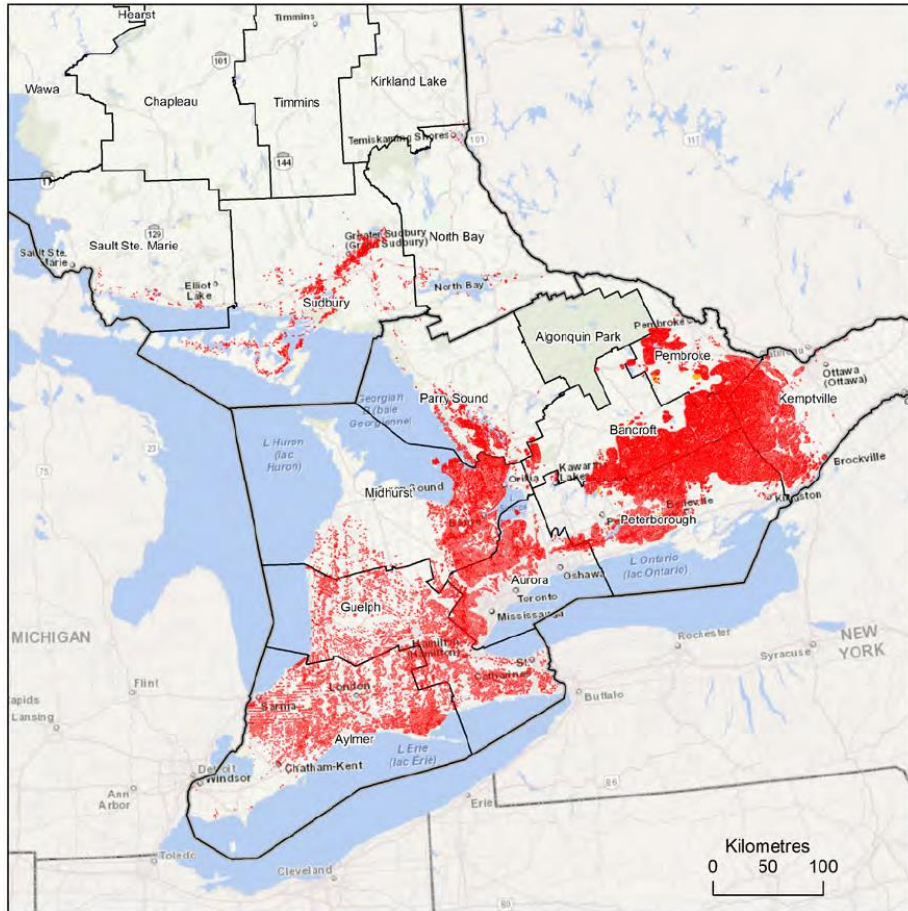 Hearst
Timmins
101
Kirkland Lake
Wawa
Chapleau
Timmins
Temiskaming Shores
101
117
144
129
Sault Ste. Marie
Greater Sudbury
(Grand Sudbury)
North Bay
Sault Ste.
Marie
Elliot
Lake
Sudbury
North Bay
Algonquin Park
Pembroke
Pembroke
Ottawa
(Ottawa)
Kemptville
Parry Sound
Georgian
B (baie
Georgienne)
L Huron
(lac
Huron)
Bancroft
23
75
Kawartha
Lakes
Brockville
Orillia
Midhurst
Sound
Barrie
Kingston
Belleville
Peterborough
L Ontario
(lac Ontario)
Oshawa
Aurora
Toronto
Mississauga
Guelph
MICHIGAN
NEW
YORK
Rochester
Syracuse
Hamilton
(Hamilton)
St.
Catharines
Buffalo
Flint
London
Sarnia
Lansing
Aylmer
L Erie
(lac Erie)
Chatham-Kent
Detroit
Windsor
Ann
Arbor
86
Erie
Toledo
Cleveland
80
Kilometres
0 50 100